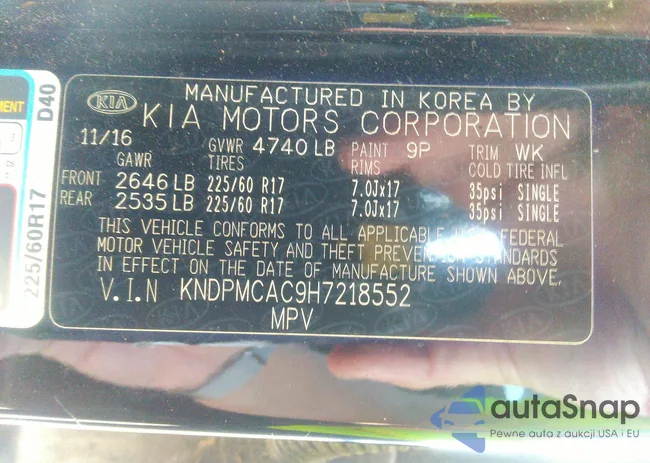 MANUFACTURED IN KOREA BY
KIA KIA MOTORS CORPORATION
11/16 GVWR 4740 LB PAINT 9P TRIM WK
GAWR TIRES RIMS COLD TIRE INFL
FRONT 2646 LB 225/60 R17 7.0Jx17 35psi SINGLE
REAR 2535 LB 225/60 R17 7.0Jx17 35psi SINGLE
THIS VEHICLE CONFORMS TO ALL APPLICABLE FEDERAL
MOTOR VEHICLE SAFETY AND THEFT PREVENTION STANDARDS
IN EFFECT ON THE DATE OF MANUFACTURE SHOWN ABOVE.
V.I.N KNDPMCAC9H7218552
MPV
D40
225/60R17
autaSnap
Pewne auta z aukcji USA i EU